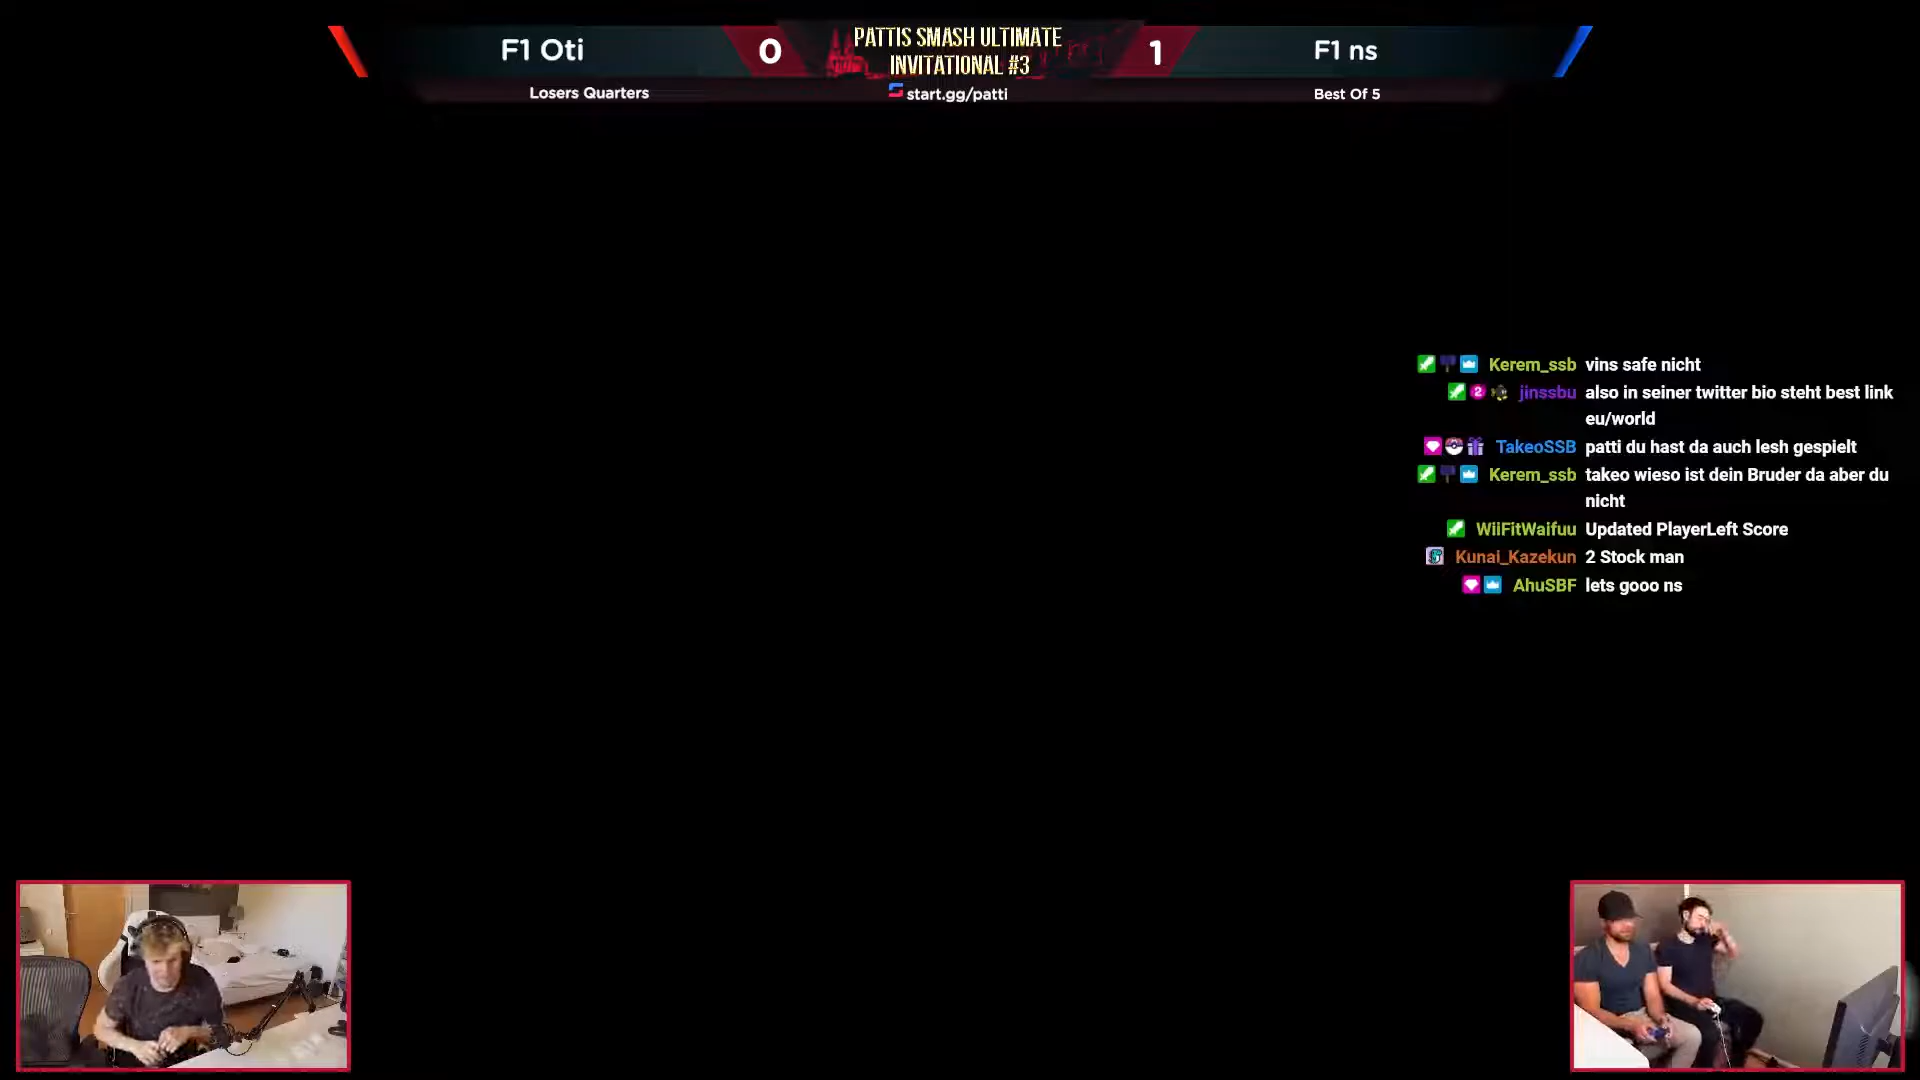 F1 Oti
0
PATTIS SMASH ULTIMATE
INVITATIONAL #3
1
F1 ns
Losers Quarters
start.gg/patti
Best Of 5
Kerem_ssb vins safe nicht
jinssbu also in seiner twitter bio steht best link
eu/world
TakeoSSB patti du hast da auch lesh gespielt
Kerem_ssb takeo wieso ist dein Bruder da aber du
nicht
WiiFitWaifuu Updated PlayerLeft Score
Kunai_Kazekun 2 Stock man
AhuSBF lets gooo ns